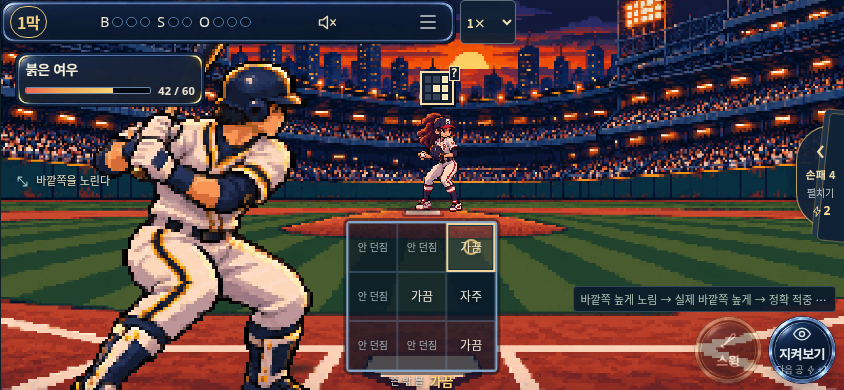 1막 B S O 1×
붉은 여우
42 / 60
?
바깥쪽을 노린다
손패 4
펼치기
2
안 던짐 안 던짐 가끔
안 던짐 가끔 자주
안 던짐 안 던짐 가끔
가끔
바깥쪽 높게 노림 → 실제 바깥쪽 높게 → 정확 적중 ···
스윙
지켜보기
다음 공